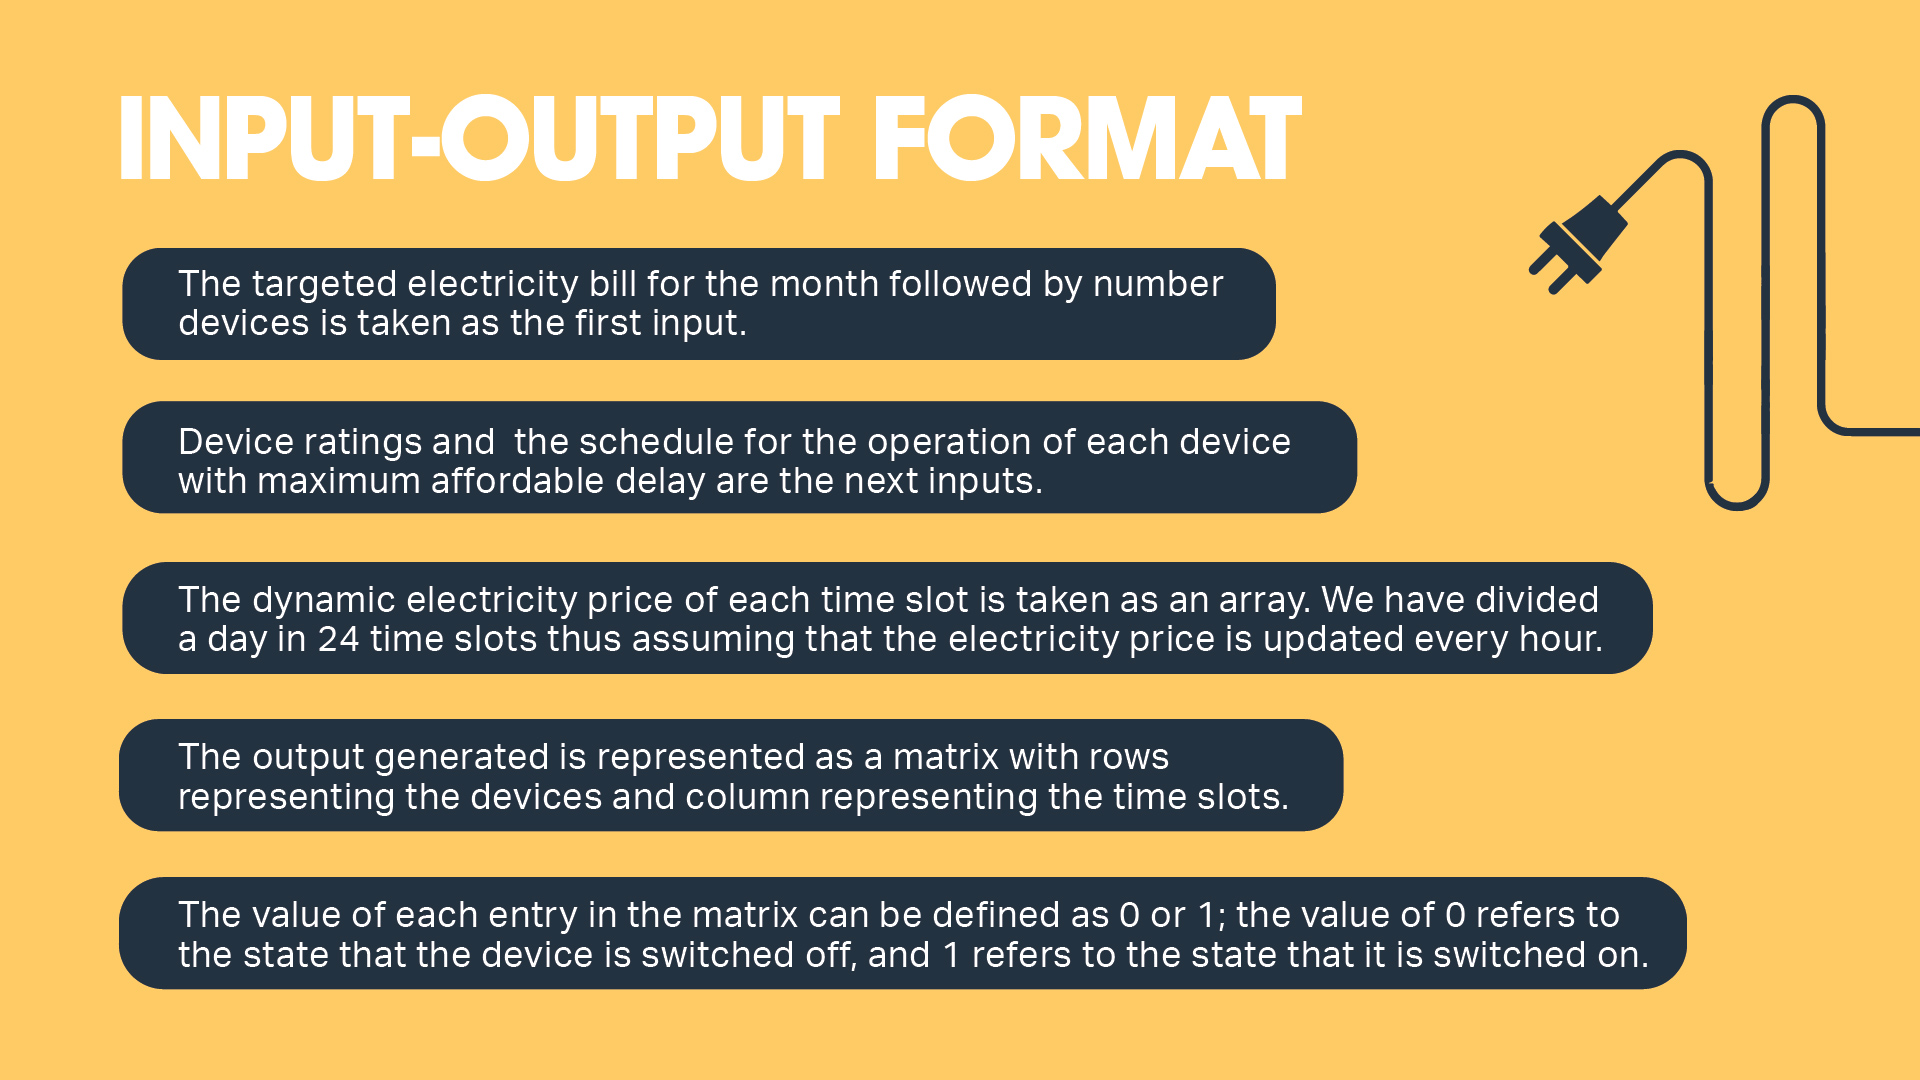 INPUT-OUTPUT FORMAT
The targeted electricity bill for the month followed by number
devices is taken as the first input.
Device ratings and  the schedule for the operation of each device
with maximum affordable delay are the next inputs.
The dynamic electricity price of each time slot is taken as an array. We have divided
a day in 24 time slots thus assuming that the electricity price is updated every hour.
The output generated is represented as a matrix with rows
representing the devices and column representing the time slots.
The value of each entry in the matrix can be defined as 0 or 1; the value of 0 refers to
the state that the device is switched off, and 1 refers to the state that it is switched on.